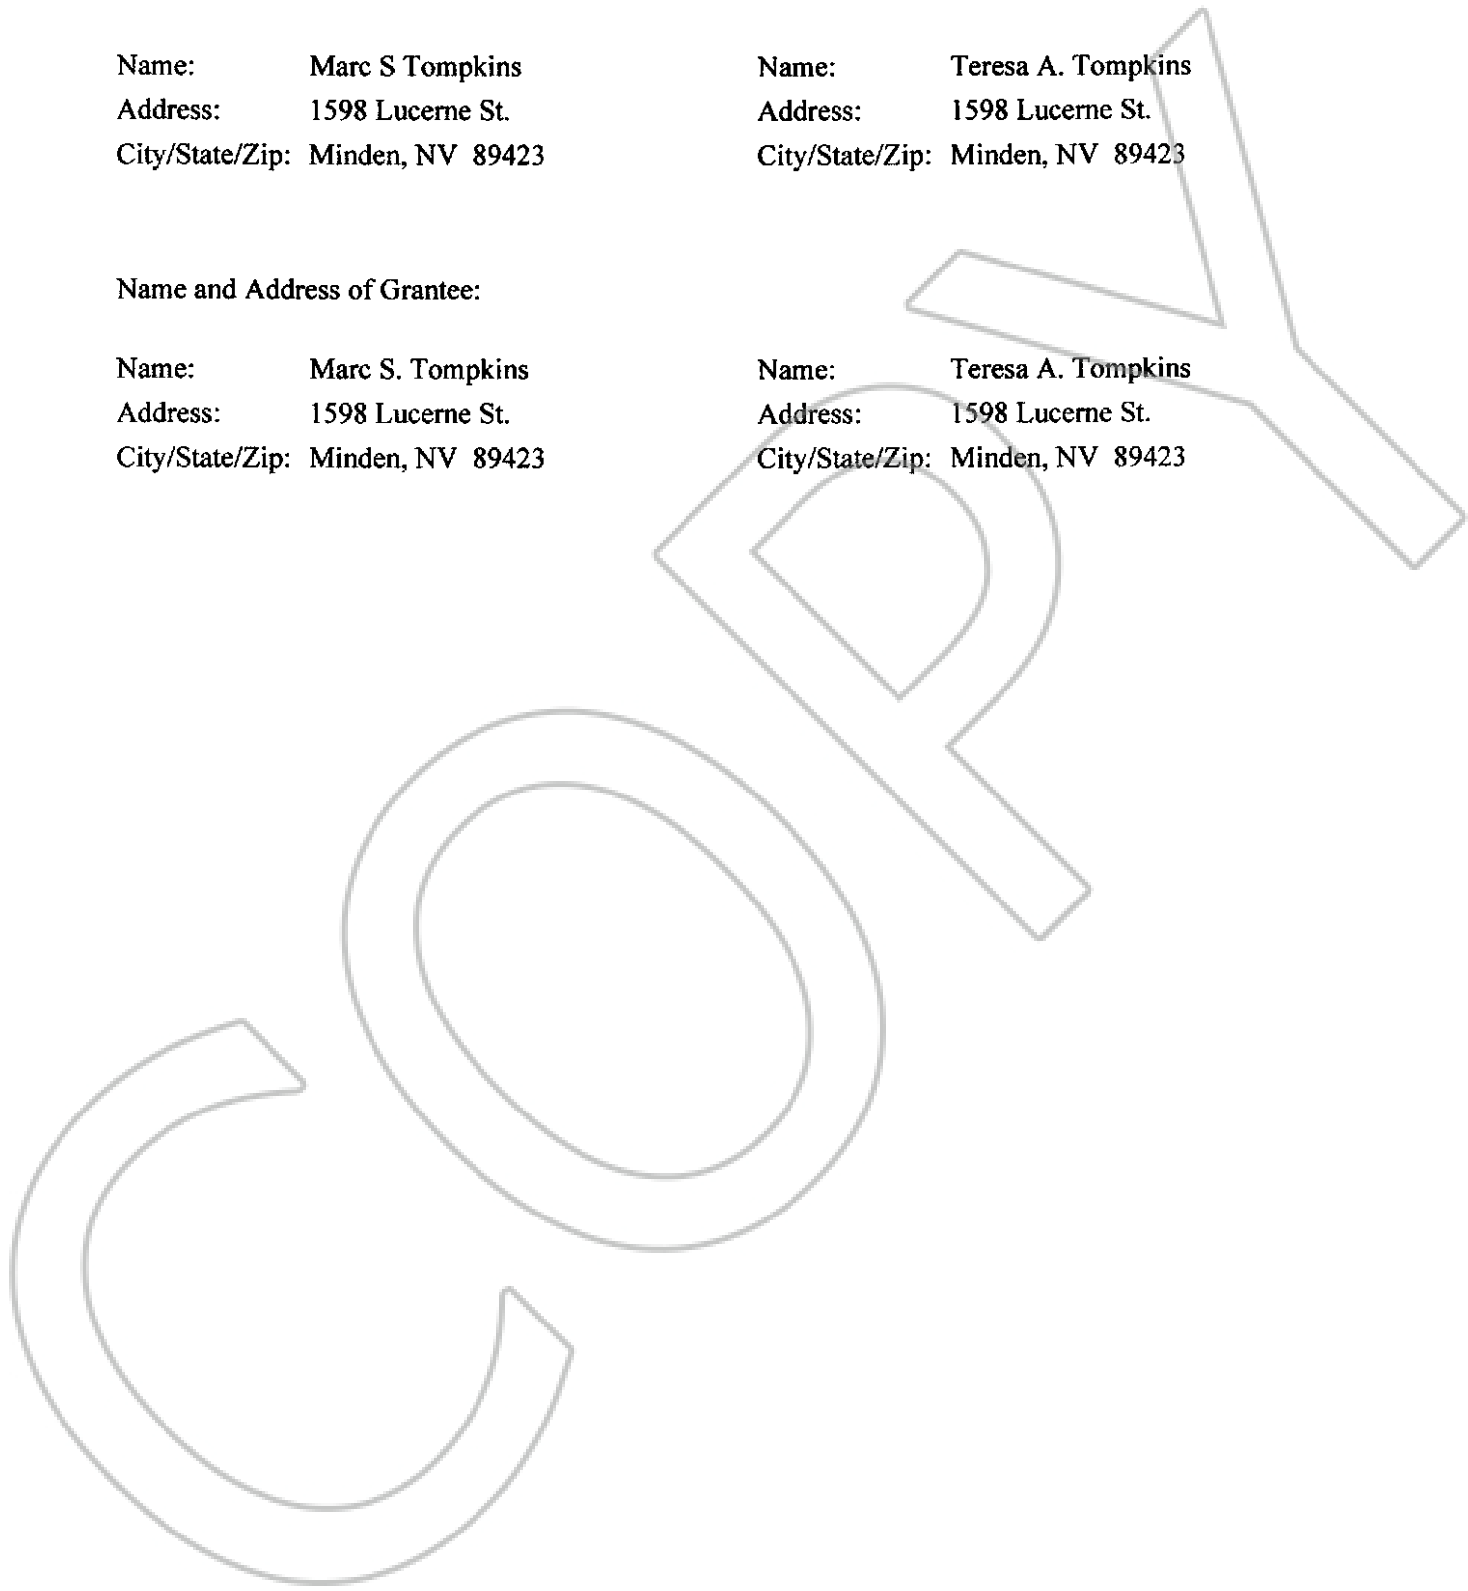 Name: Marc S Tompkins Name: Teresa A. Tompkins
Address: 1598 Lucerne St. Address: 1598 Lucerne St.
City/State/Zip: Minden, NV 89423 City/State/Zip: Minden, NV 89423
Name and Address of Grantee:
Name: Marc S. Tompkins Name: Teresa A. Tompkins
Address: 1598 Lucerne St. Address: 1598 Lucerne St.
City/State/Zip: Minden, NV 89423 City/State/Zip: Minden, NV 89423
COPY